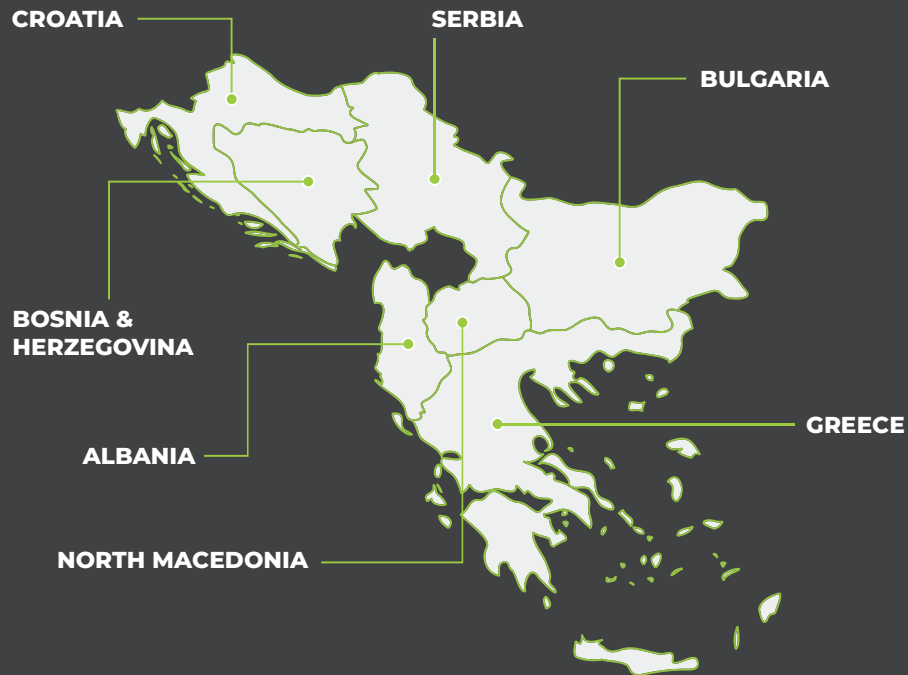 CROATIA
SERBIA
BULGARIA
BOSNIA &
HERZEGOVINA
GREECE
ALBANIA
NORTH MACEDONIA